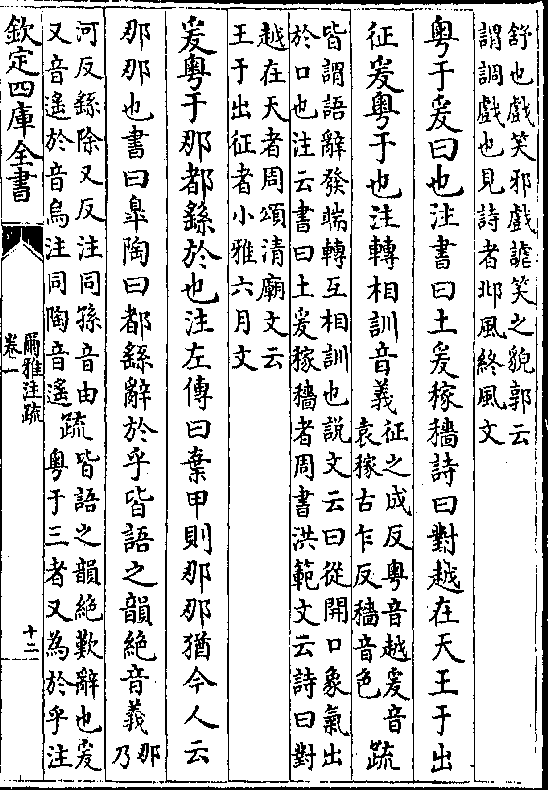 舒也戲笑邪戲謔笑之貌郭云
謂調戲也見詩者邶風終風文
粵于爰曰也注書曰土爰稼穡詩曰對越在天王于出
征爰粵于也注轉相訓音義征之成反粵音越爰音
袁稼古乍反穡音色疏
皆謂語辭發端轉互相訓也説文云曰從開口象氣出
於口也注云書曰土爰稼穡者周書洪範文云詩曰對
越在天者周頌清廟文云
王于出征者小雅六月文
爰粵于那都繇於也注左傳曰棄甲則那那猶今人云
那那也書曰臯陶曰都繇辭於乎皆語之韻絶音義那
乃
河反繇除又反注同孫音由
又音遙於音烏注同陶音遙疏皆語之韻絶歎辭也爰
粵于三者又為於乎注
欽定四庫全書
爾雅注疏
卷一
十二